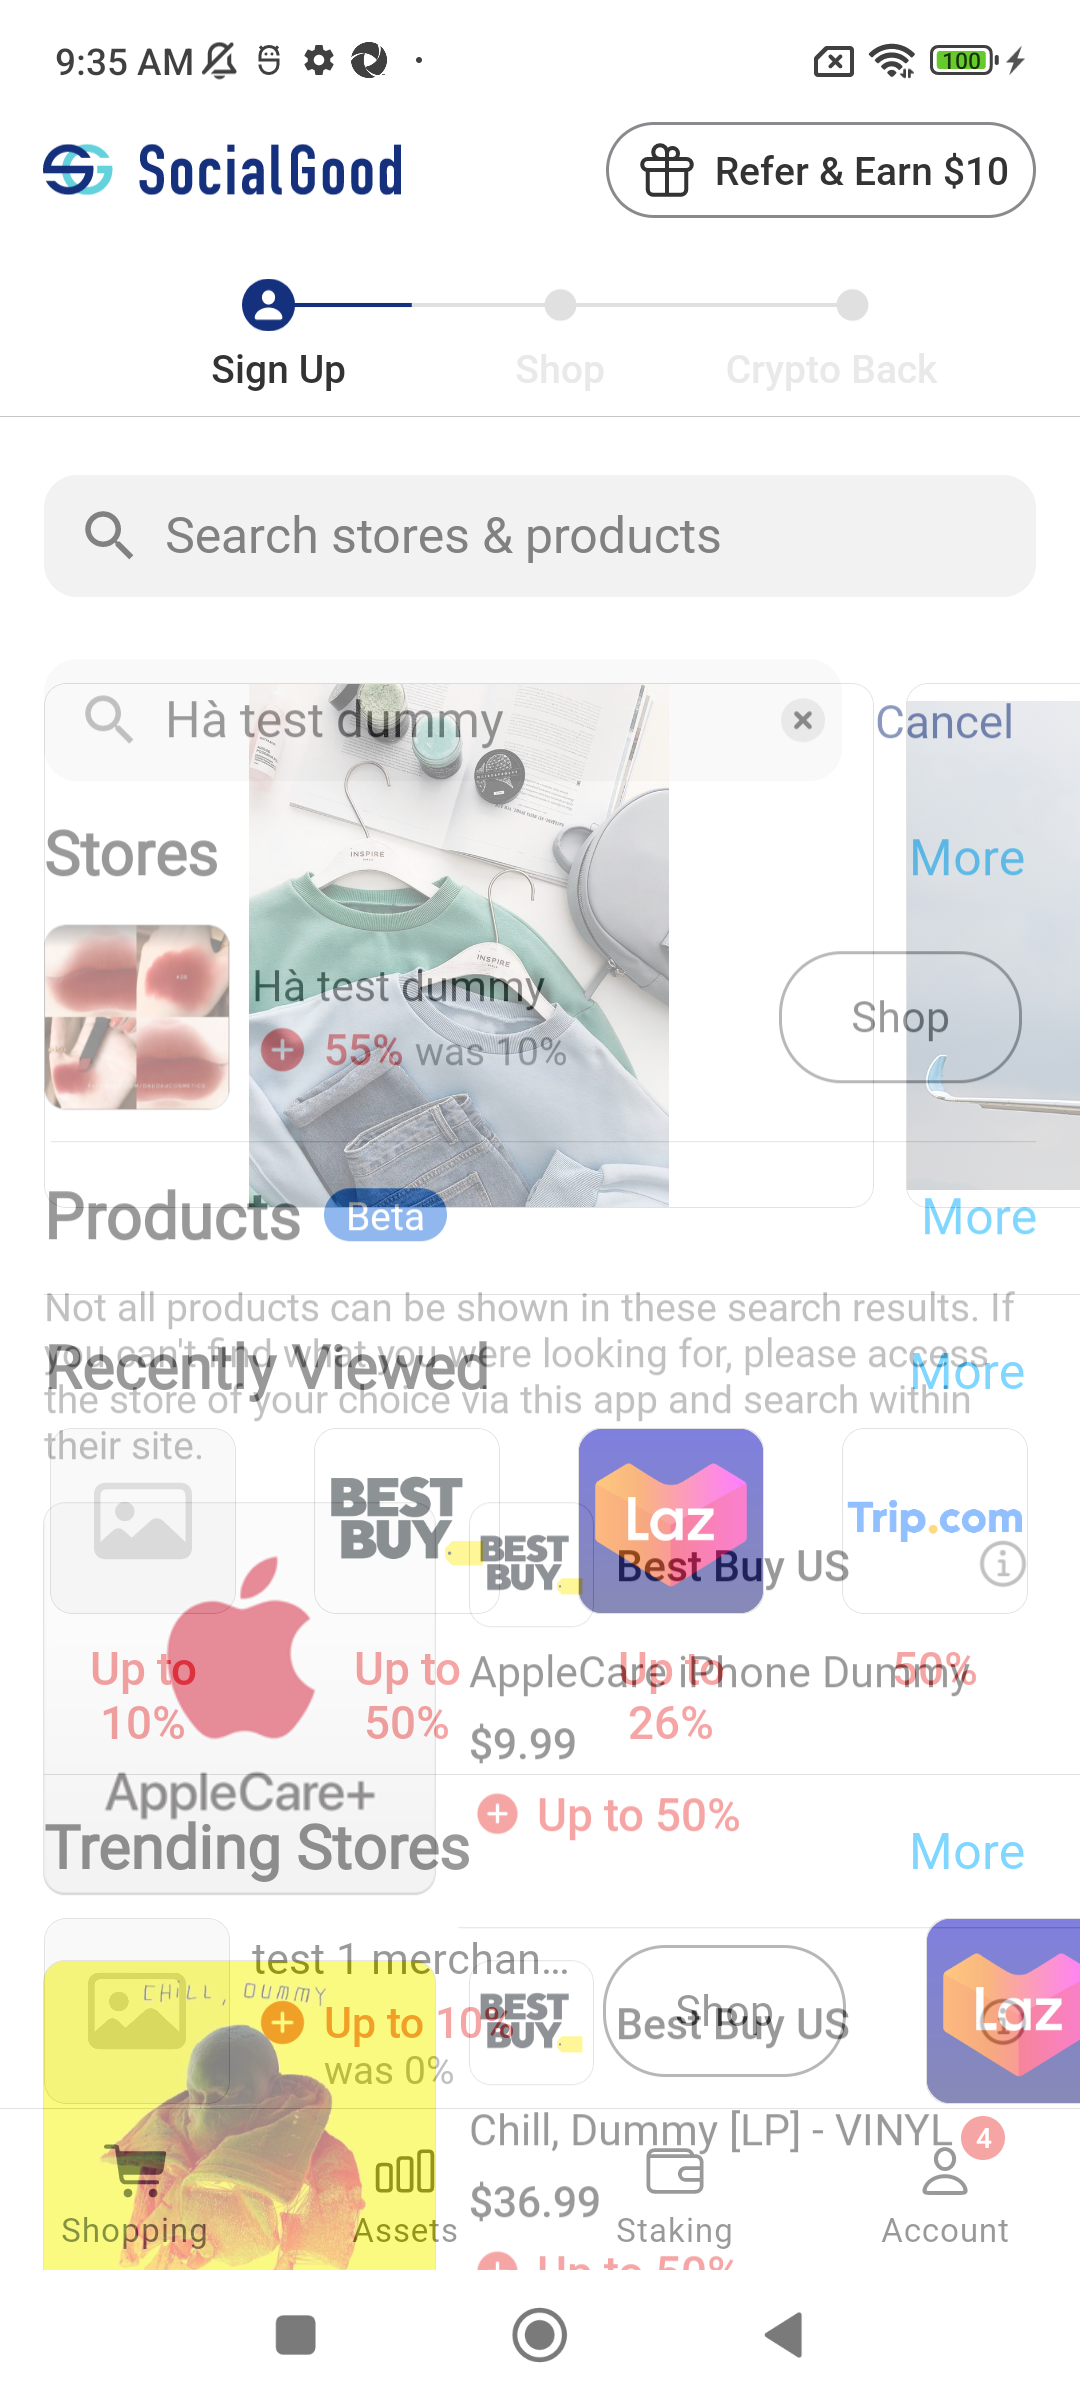 9:35 AM
100
SocialGood
Refer & Earn $10
Sign Up
Shop
Crypto Back
Search stores & products
Hà test dummy
Cancel
Stores
More
INSPIRE
INSPIRE
Hà test dummy
55% was 10%
Shop
Products
Beta
More
Not all products can be shown in these search results. If
you can't find what you were looking for, please access
the store of your choice via this app and search within
their site.
Recently Viewed
More
BEST
BUY
Laz
Trip.com
BEST
BUY
Best Buy US
Up to
10%
Up to
50%
Up to
26%
50%
AppleCare iPhone Dummy
$9.99
AppleCare+
Up to 50%
Trending Stores
More
test 1 merchan...
Up to 10%
was 0%
CHILL, DUMMY
BEST
BUY
Best Buy US
Shop
Laz
Chill, Dummy [LP] - VINYL
4
$36.99
Up to 50%
Shopping
Assets
Staking
Account